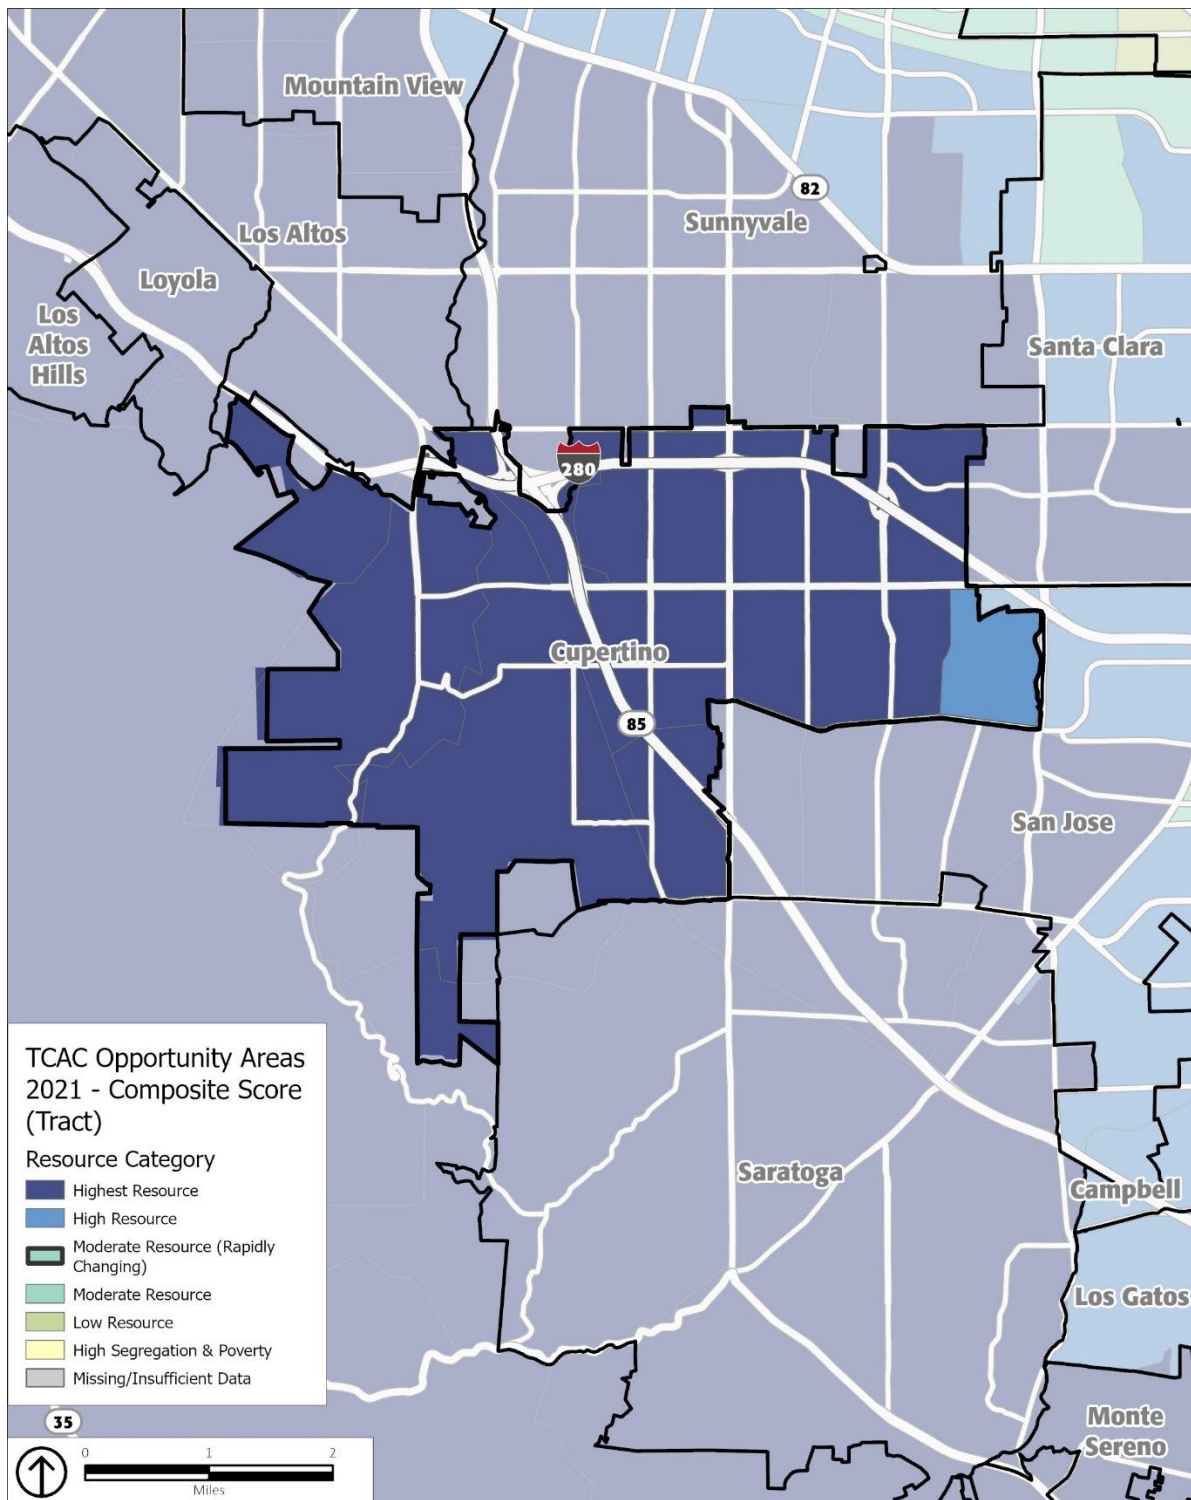 Mountain View
82
Sunnyvale
Los Altos
Loyola
Los
Altos
Hills
Santa Clara
280
Cupertino
85
San Jose
TCAC Opportunity Areas
2021 - Composite Score
(Tract)
Resource Category
Highest Resource
High Resource
Moderate Resource (Rapidly
Changing)
Moderate Resource
Low Resource
High Segregation & Poverty
Missing/Insufficient Data
Saratoga
Campbell
Los Gatos
Monte
Sereno
35
0 1 2
Miles